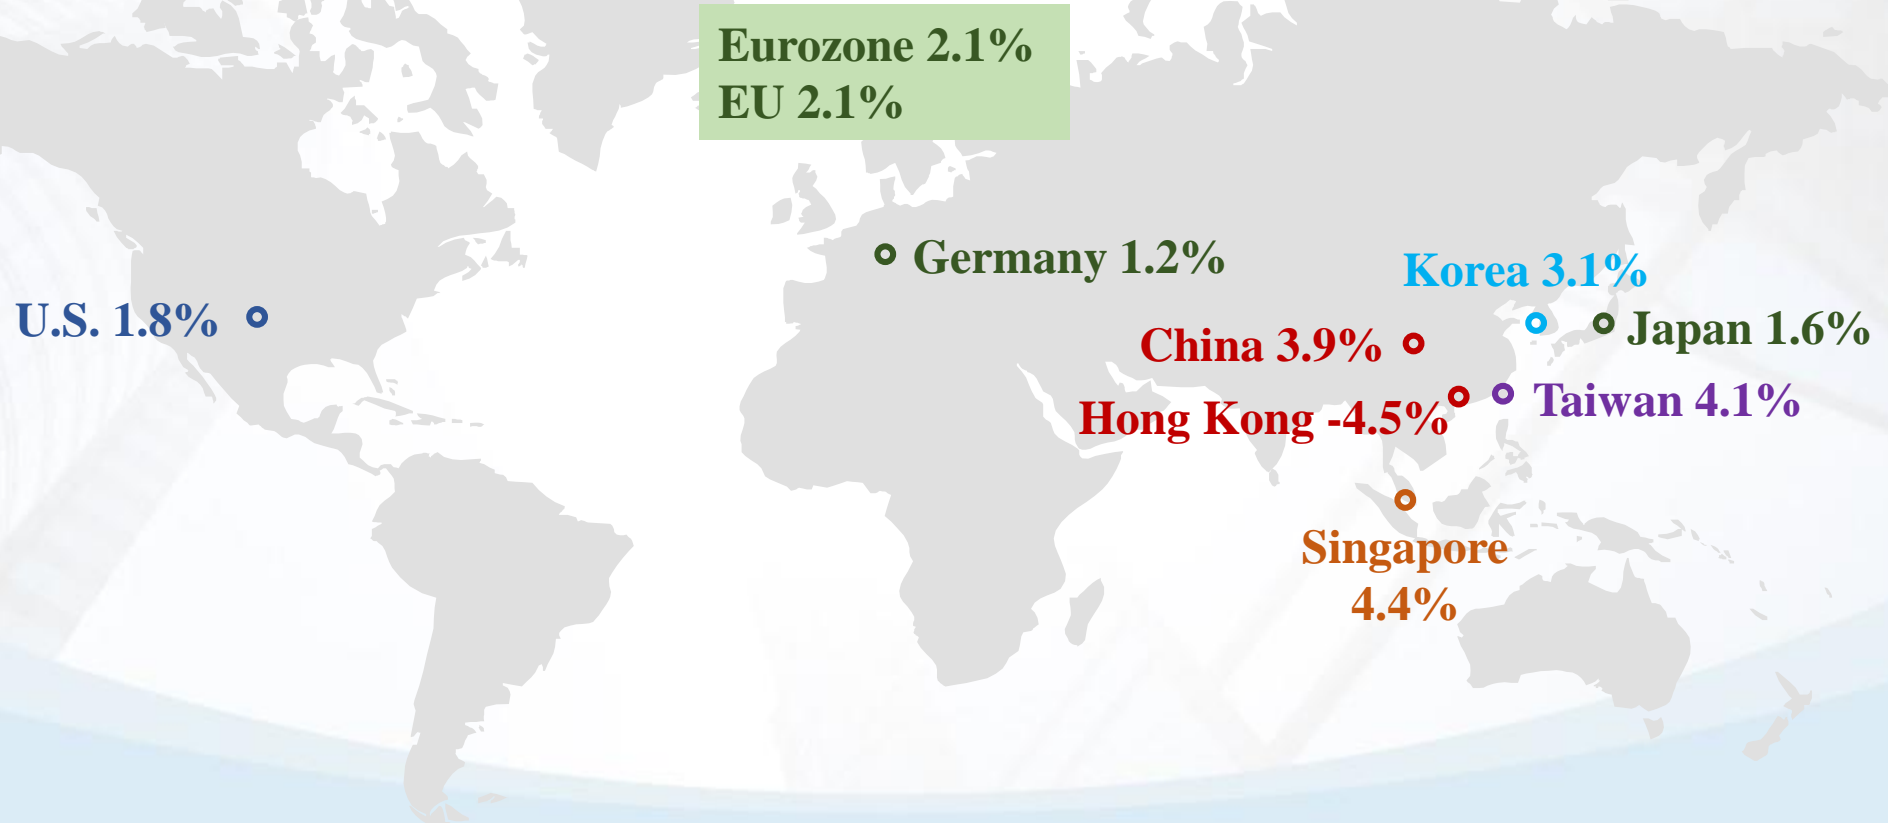 Eurozone 2.1%
EU 2.1%
Germany 1.2%
Korea 3.1%
U.S. 1.8%
Japan 1.6%
China 3.9%
Taiwan 4.1%
Hong Kong -4.5%
Singapore
4.4%